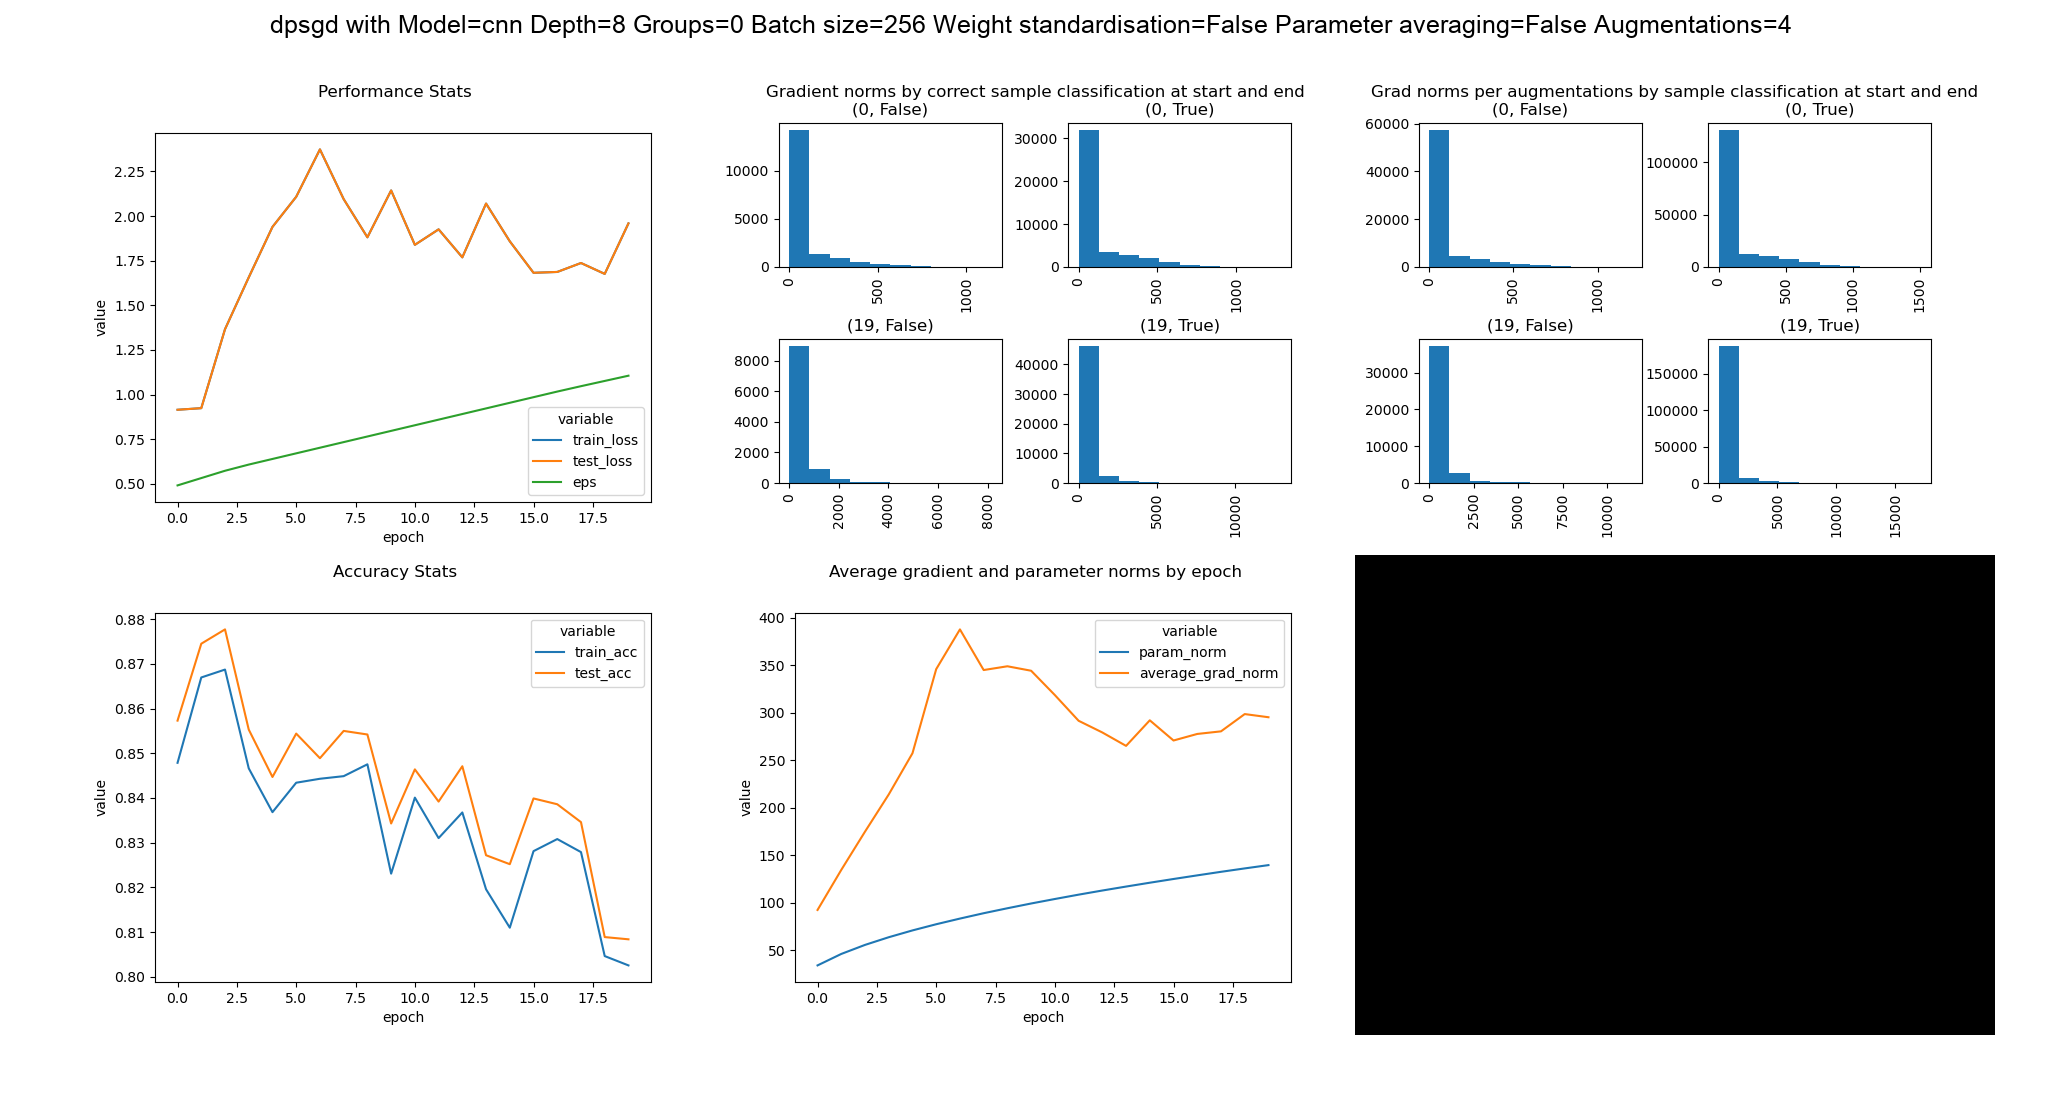 dpsgd with Model=cnn Depth=8 Groups=0 Batch size=256 Weight standardisation=False Parameter averaging=False Augmentations=4
Performance Stats
2.25
2.00
1.75
1.50
1.25
1.00
0.75
0.50
value
0.0 2.5 5.0 7.5 10.0 12.5 15.0 17.5
epoch
variable
train_loss
test_loss
eps
Gradient norms by correct sample classification at start and end
(0, False)
10000
5000
0
0 500 1000
(0, True)
30000
20000
10000
0
0 500 1000
(19, False)
8000
6000
4000
2000
0
0 2000 4000 6000 8000
(19, True)
40000
30000
20000
10000
0
0 5000 10000
Grad norms per augmentations by sample classification at start and end
(0, False)
60000
40000
20000
0
0 500 1000
(0, True)
100000
50000
0
0 500 1000 1500
(19, False)
30000
20000
10000
0
0 2500 5000 7500 10000
(19, True)
150000
100000
50000
0
0 5000 10000 15000
Accuracy Stats
0.88
0.87
0.86
0.85
0.84
0.83
0.82
0.81
0.80
value
0.0 2.5 5.0 7.5 10.0 12.5 15.0 17.5
epoch
variable
train_acc
test_acc
Average gradient and parameter norms by epoch
400
350
300
250
200
150
100
50
value
0.0 2.5 5.0 7.5 10.0 12.5 15.0 17.5
epoch
variable
param_norm
average_grad_norm